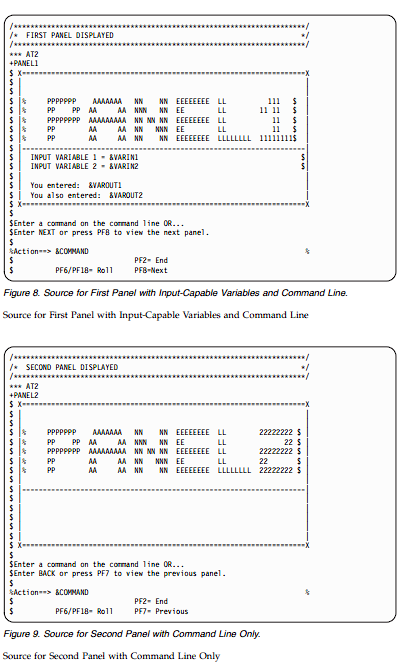 /***********************************************************************/
/*  FIRST PANEL DISPLAYED                                              */
/***********************************************************************/
*** AT2
+PANEL1
$ X=================================================================X
$ |                                                                 |
$ |                                                                 |
$ |%    PPPPPPP    AAAAAAA   NN    NN  EEEEEEEE  LL          111   $
$ |%    PP    PP  AA     AA  NNN   NN  EE        LL        11 11   $
$ |%    PPPPPPPP  AAAAAAAAA  NN NN NN  EEEEEEEE  LL           11   $
$ |%    PP        AA     AA  NN   NNN  EE        LL           11   $
$ |%    PP        AA     AA  NN    NN  EEEEEEEE  LLLLLLLL  11111111$
$ |-----------------------------------------------------------------|
$ |  INPUT VARIABLE 1 = &VARIN1                                    $|
$ |  INPUT VARIABLE 2 = &VARIN2                                    $|
$ |
$ |  You entered:  &VAROUT1
$ |  You also entered:  &VAROUT2
$ X=================================================================X
$
$Enter a command on the command line OR...
$Enter NEXT or press PF8 to view the next panel.
$
%Action==> &COMMAND                                                  %
$                              PF2= End
$          PF6/PF18= Roll      PF8=Next
Figure 8. Source for First Panel with Input-Capable Variables and Command Line.
Source for First Panel with Input-Capable Variables and Command Line
/***********************************************************************/
/*  SECOND PANEL DISPLAYED                                             */
/***********************************************************************/
*** AT2
+PANEL2
$ X=================================================================X
$ |                                                                 |
$ |                                                                 |
$ |%    PPPPPPP    AAAAAAA   NN    NN  EEEEEEEE  LL        22222222 $
$ |%    PP    PP  AA     AA  NNN   NN  EE        LL              22 $
$ |%    PPPPPPPP  AAAAAAAAA  NN NN NN  EEEEEEEE  LL        22222222 $
$ |%    PP        AA     AA  NN   NNN  EE        LL        22       $
$ |%    PP        AA     AA  NN    NN  EEEEEEEE  LLLLLLLL  22222222 $
$ |                                                                 |
$ |-----------------------------------------------------------------|
$ |                                                                 |
$ |                                                                 |
$ |                                                                 |
$ |                                                                 |
$ |                                                                 |
$ X=================================================================X
$
$Enter a command on the command line OR...
$Enter BACK or press PF7 to view the previous panel.
$
%Action==> &COMMAND                                                  %
$                              PF2= End
$          PF6/PF18= Roll      PF7= Previous
Figure 9. Source for Second Panel with Command Line Only.
Source for Second Panel with Command Line Only